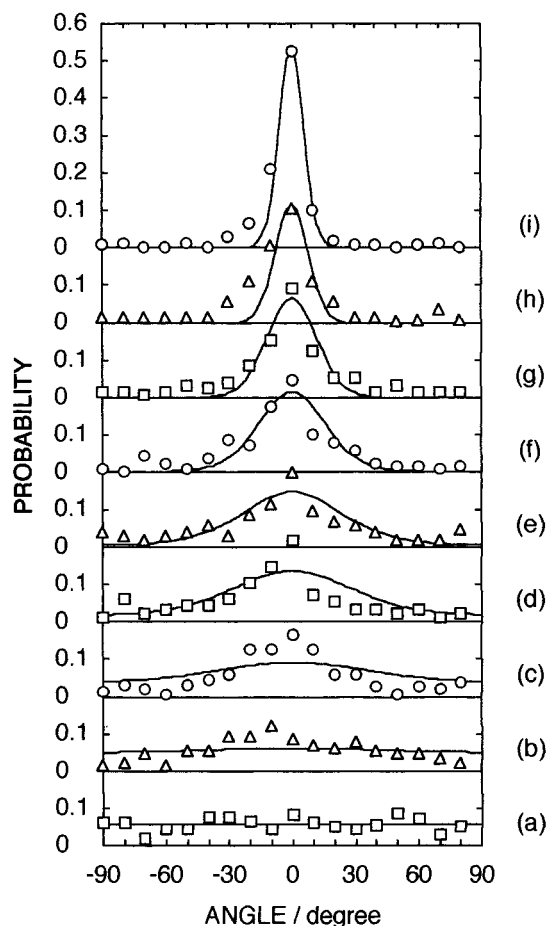 0.6
0.5
0.4
0.3
0.2
0.1
0 (i)
0.1
0 (h)
0.1
0 (g)
0.1
0 (f)
0.1
0 (e)
0.1
0 (d)
0.1
0 (c)
0.1
0 (b)
0.1
0 (a)
PROBABILITY
-90 -60 -30 0 30 60 90
ANGLE / degree